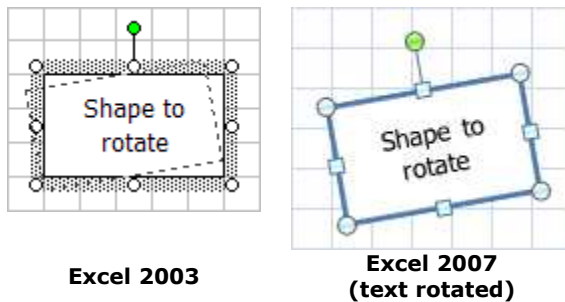 Shape to
rotate
Shape to
rotate
Excel 2003
Excel 2007
(text rotated)